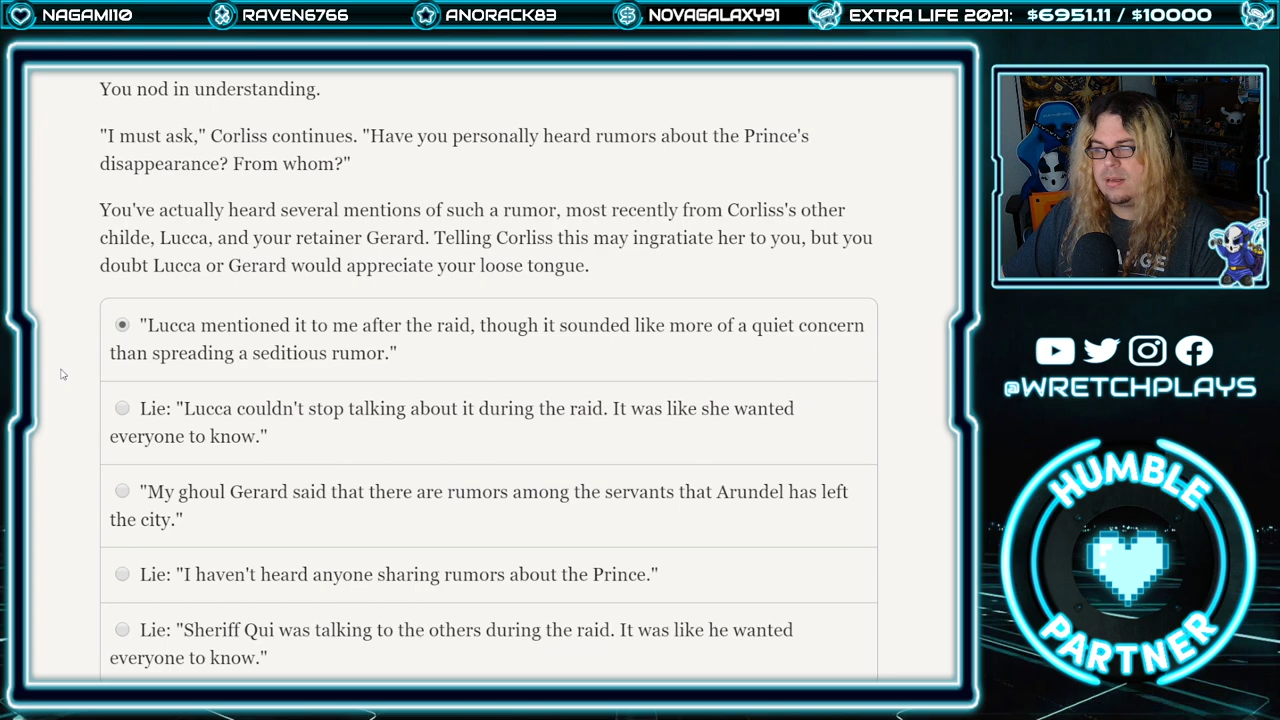 NAGAMI10
RAVEN6766
ANORACK83
NOVAGALAXY91
EXTRA LIFE 2021: $6951.11 / $10000
You nod in understanding.
"I must ask," Corliss continues. "Have you personally heard rumors about the Prince's
disappearance? From whom?"
You've actually heard several mentions of such a rumor, most recently from Corliss's other
childe, Lucca, and your retainer Gerard. Telling Corliss this may ingratiate her to you, but you
doubt Lucca or Gerard would appreciate your loose tongue.
"Lucca mentioned it to me after the raid, though it sounded like more of a quiet concern
than spreading a seditious rumor."
Lie: "Lucca couldn't stop talking about it during the raid. It was like she wanted
everyone to know."
"My ghoul Gerard said that there are rumors among the servants that Arundel has left
the city."
Lie: "I haven't heard anyone sharing rumors about the Prince."
Lie: "Sheriff Qui was talking to the others during the raid. It was like he wanted
everyone to know."
@WRETCHPLAYS
HUMBLE
PARTNER